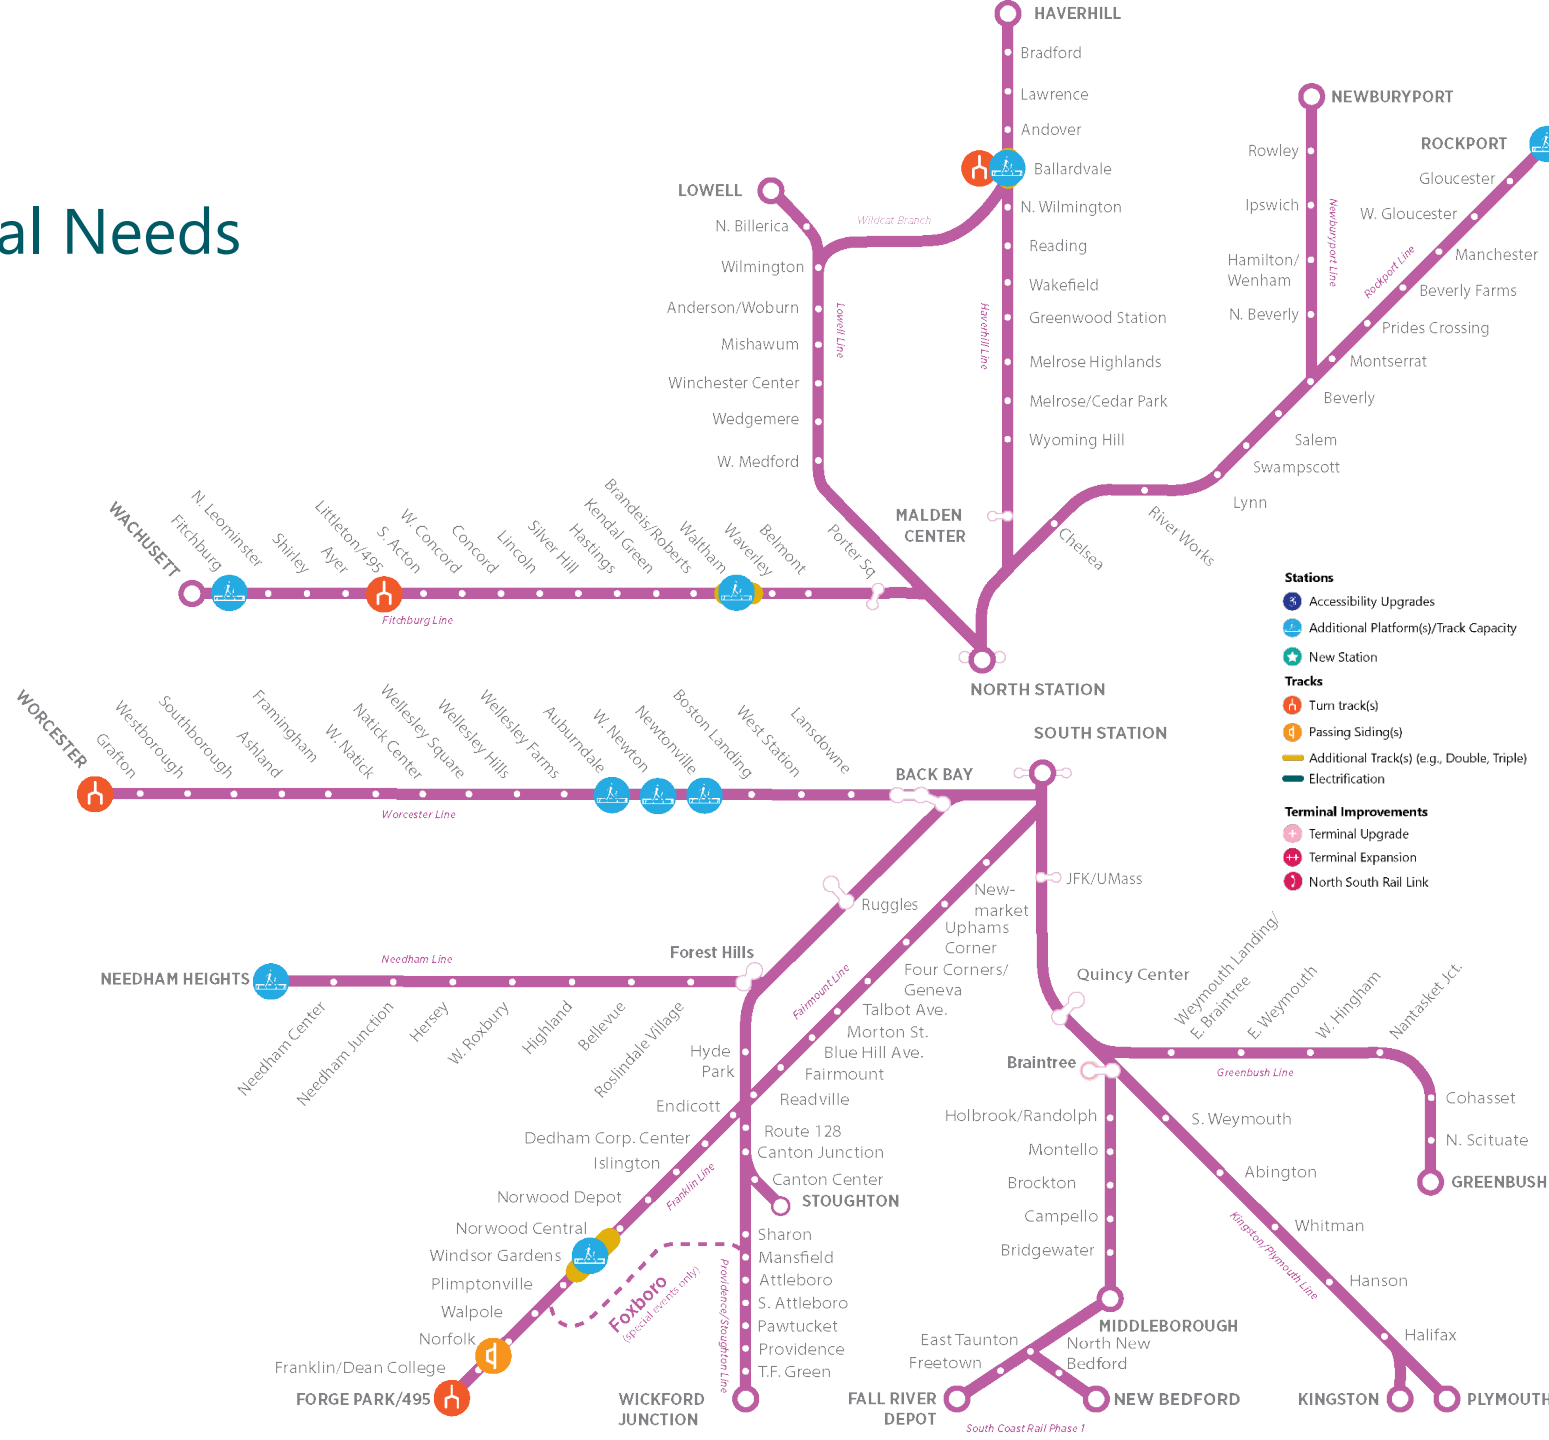 al Needs
HAVERHILL
Bradford
Lawrence
Andover
Ballardvale
N. Wilmington
Reading
Wakefield
Greenwood Station
Melrose Highlands
Melrose/Cedar Park
Wyoming Hill
MALDEN
CENTER
Haverhill Line
Wildcat Branch
LOWELL
N. Billerica
Wilmington
Anderson/Woburn
Mishawum
Winchester Center
Wedgemere
W. Medford
Lowell Line
NEWBURYPORT
Rowley
Ipswich
Hamilton/
Wenham
N. Beverly
Newburyport Line
ROCKPORT
Gloucester
W. Gloucester
Manchester
Beverly Farms
Prides Crossing
Montserrat
Beverly
Salem
Swampscott
Lynn
River Works
Chelsea
Rockport Line
WACHUSETT
Fitchburg
N. Leominster
Shirley
Ayer
Littleton/495
S. Acton
W. Concord
Concord
Lincoln
Silver Hill
Hastings
Kendal Green
Brandeis/Roberts
Waltham
Waverley
Belmont
Porter Sq
Fitchburg Line
NORTH STATION
WORCESTER
Grafton
Westborough
Southborough
Ashland
Framingham
W. Natick
Natick Center
Wellesley Square
Wellesley Hills
Wellesley Farms
Auburndale
W. Newton
Newtonville
Boston Landing
West Station
Lansdowne
BACK BAY
Worcester Line
SOUTH STATION
Stations
Accessibility Upgrades
Additional Platform(s)/Track Capacity
New Station
Tracks
Turn track(s)
Passing Siding(s)
Additional Track(s) (e.g., Double, Triple)
Electrification
Terminal Improvements
Terminal Upgrade
Terminal Expansion
North South Rail Link
Ruggles
Forest Hills
NEEDHAM HEIGHTS
Needham Line
Needham Center
Needham Junction
Hersey
W. Roxbury
Highland
Bellevue
Roslindale Village
New-
market
Uphams
Corner
Four Corners/
Geneva
Talbot Ave.
Morton St.
Blue Hill Ave.
Fairmount
Readville
Fairmount Line
Hyde
Park
Endicott
Dedham Corp. Center
Islington
Norwood Depot
Norwood Central
Windsor Gardens
Plimptonville
Walpole
Norfolk
Franklin/Dean College
FORGE PARK/495
Franklin Line
Foxboro
(special events only)
Route 128
Canton Junction
Canton Center
STOUGHTON
Sharon
Mansfield
Attleboro
S. Attleboro
Pawtucket
Providence
T.F. Green
WICKFORD
JUNCTION
Providence/Stoughton Line
JFK/UMass
Quincy Center
Braintree
Weymouth Landing/
E. Braintree
E. Weymouth
W. Hingham
Nantasket Jct.
Greenbush Line
Cohasset
N. Scituate
GREENBUSH
Holbrook/Randolph
Montello
Brockton
Campello
Bridgewater
MIDDLEBOROUGH
East Taunton
Freetown
North New
Bedford
FALL RIVER
DEPOT
NEW BEDFORD
South Coast Rail Phase 1
S. Weymouth
Abington
Whitman
Hanson
Halifax
Kingston/Plymouth Line
KINGSTON
PLYMOUTH